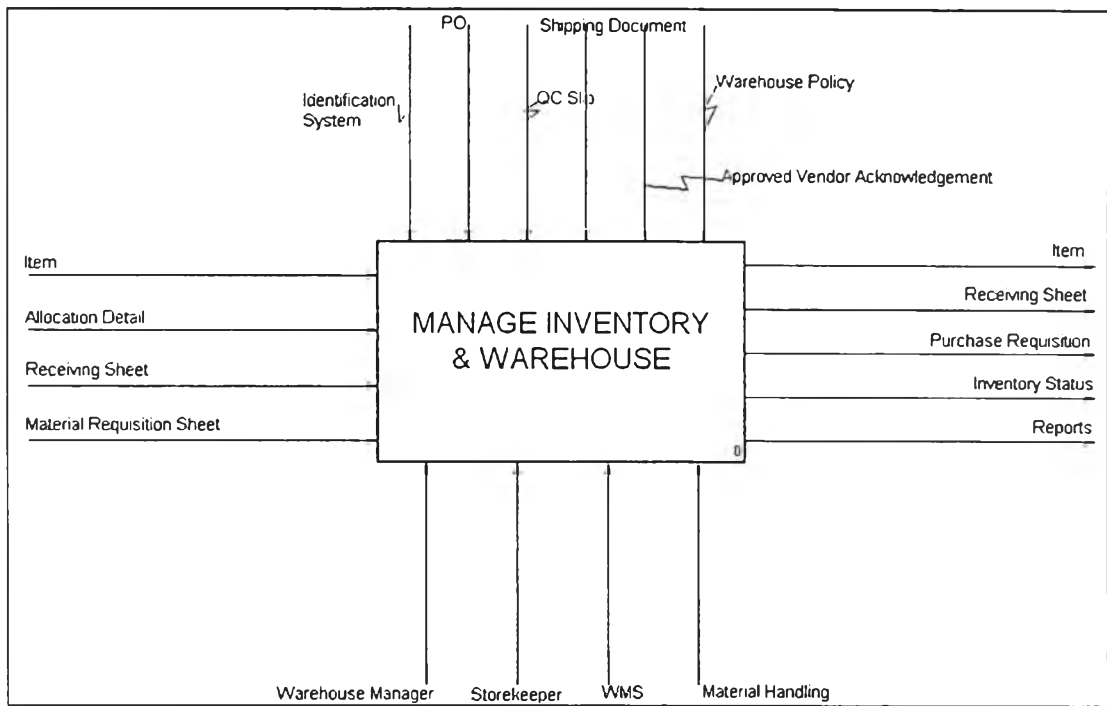 PO
Shipping Document
Identification
System
QC Slip
Warehouse Policy
Approved Vendor Acknowledgement
Item
Allocation Detail
Receiving Sheet
Material Requisition Sheet
MANAGE INVENTORY
& WAREHOUSE
0
Item
Receiving Sheet
Purchase Requisition
Inventory Status
Reports
Warehouse Manager
Storekeeper
WMS
Material Handling